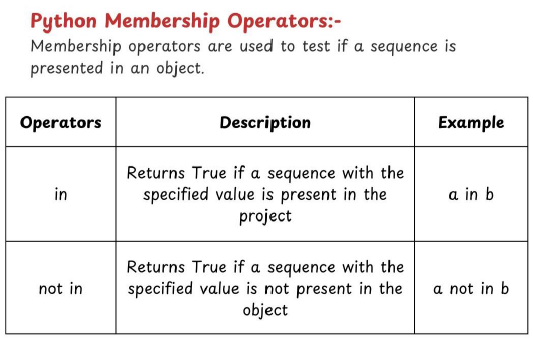 Python Membership Operators:-
Membership operators are used to test if a sequence is
presented in an object.
Operators Description Example
Returns True if a sequence with the
in specified value is present in the a in b
project
Returns True if a sequence with the
not in specified value is not present in the a not in b
object